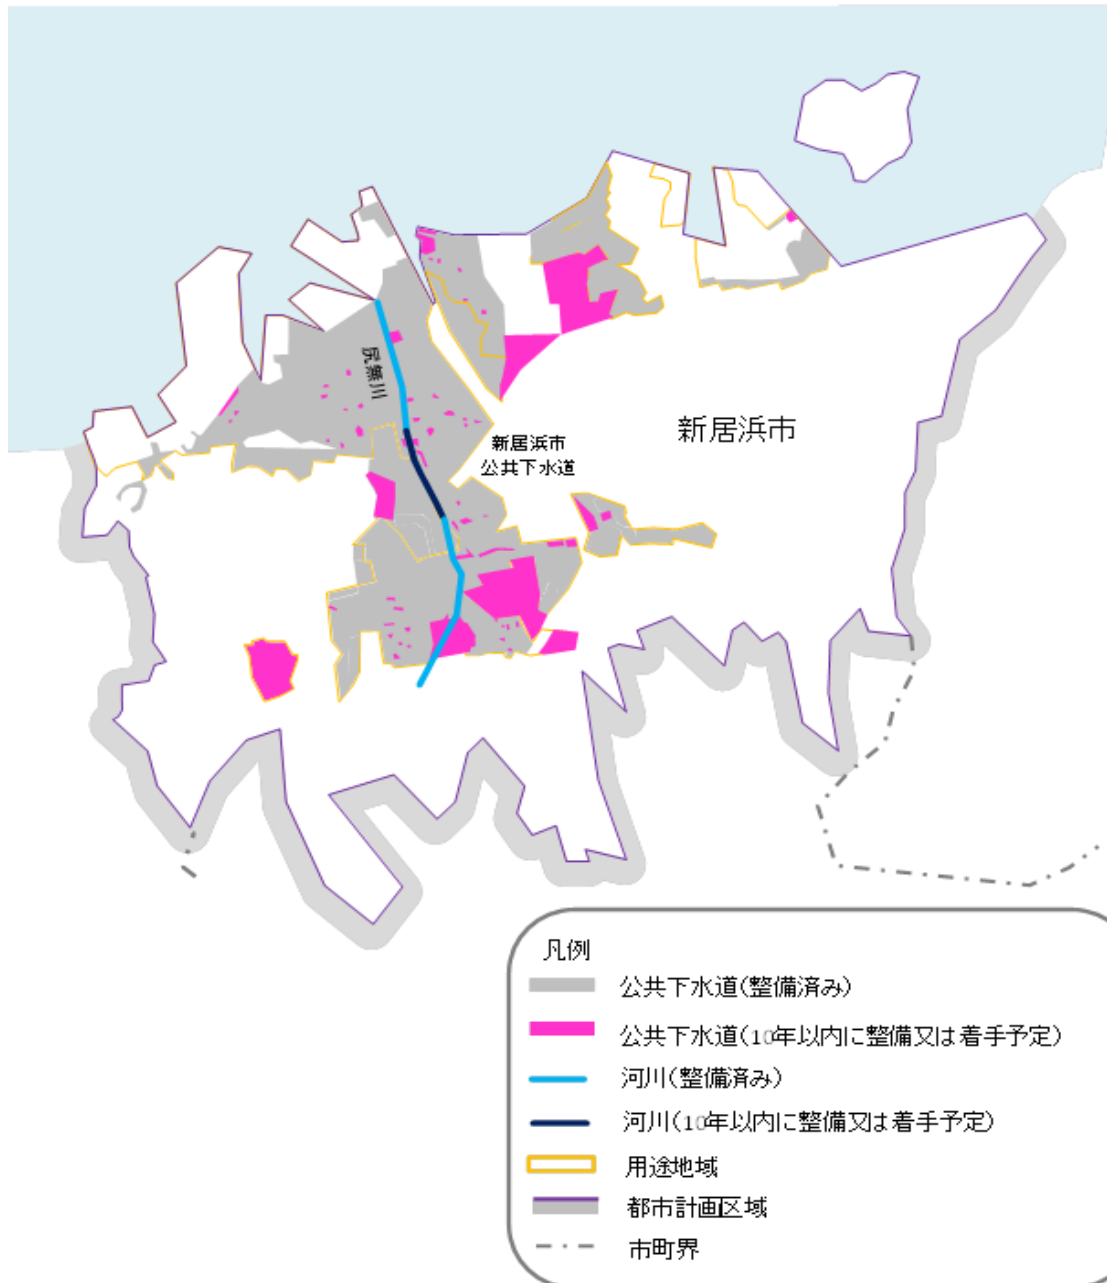 尻無川
新居浜市
新居浜市
公共下水道
凡例
公共下水道(整備済み)
公共下水道(10年以内に整備又は着手予定)
河川(整備済み)
河川(10年以内に整備又は着手予定)
用途地域
都市計画区域
市町界